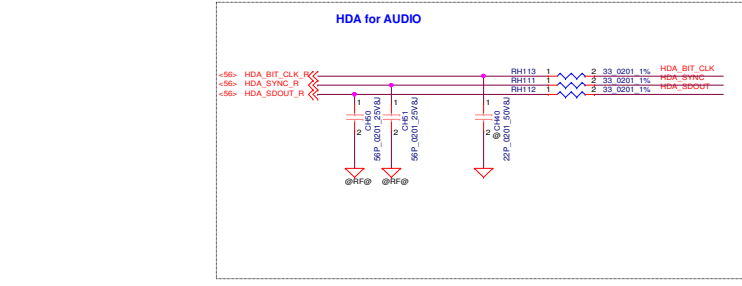 HDA for AUDIO
<56> HDA_BIT_CLK_R RH113 1 2 33_0201_1% HDA_BIT_CLK
<56> HDA_SYNC_R RH111 1 2 33_0201_1% HDA_SYNC
<56> HDA_SDOUT_R RH112 1 2 33_0201_1% HDA_SDOUT
1 2 CH50 56P_0201_25V8J
1 2 CH51 56P_0201_25V8J
1 2 @ CH40 22P_0201_50V8J
@RF@ @RF@